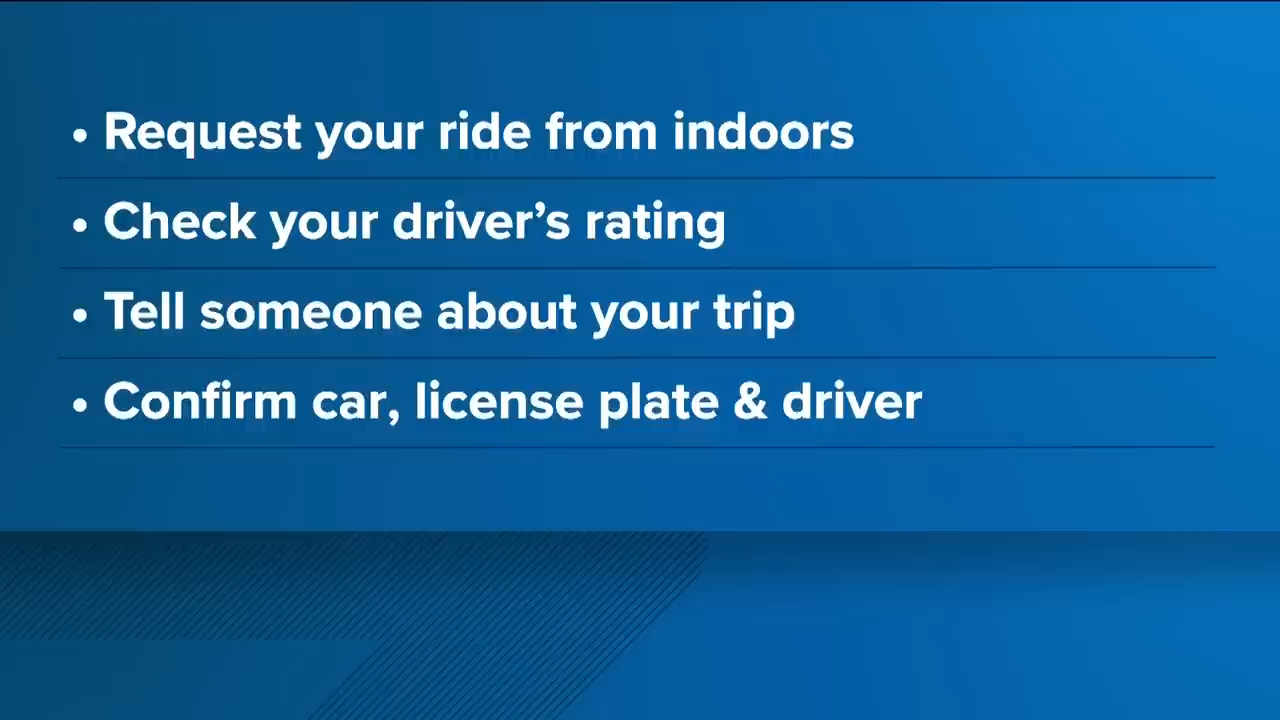 • Request your ride from indoors
• Check your driver’s rating
• Tell someone about your trip
• Confirm car, license plate & driver